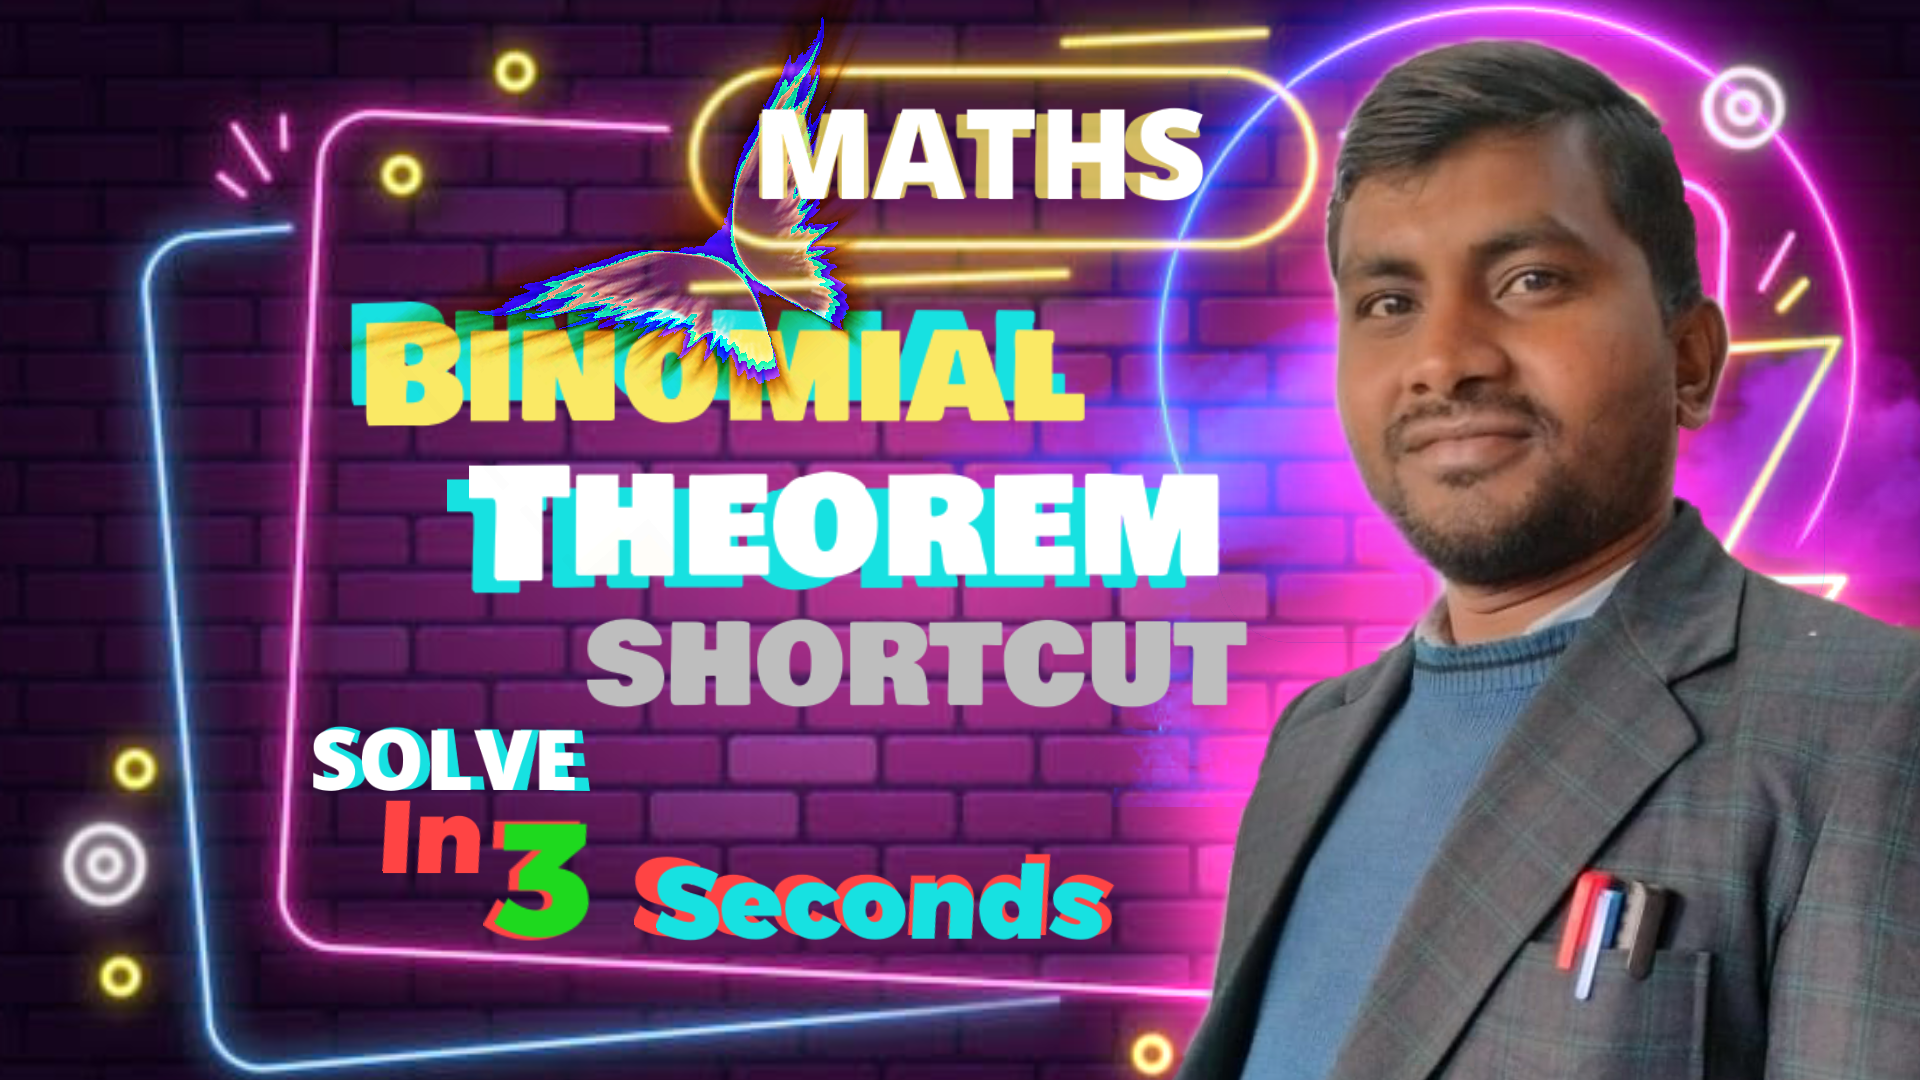 MATHS
BINOMIAL
THEOREM
SHORTCUT
SOLVE
In 3 Seconds